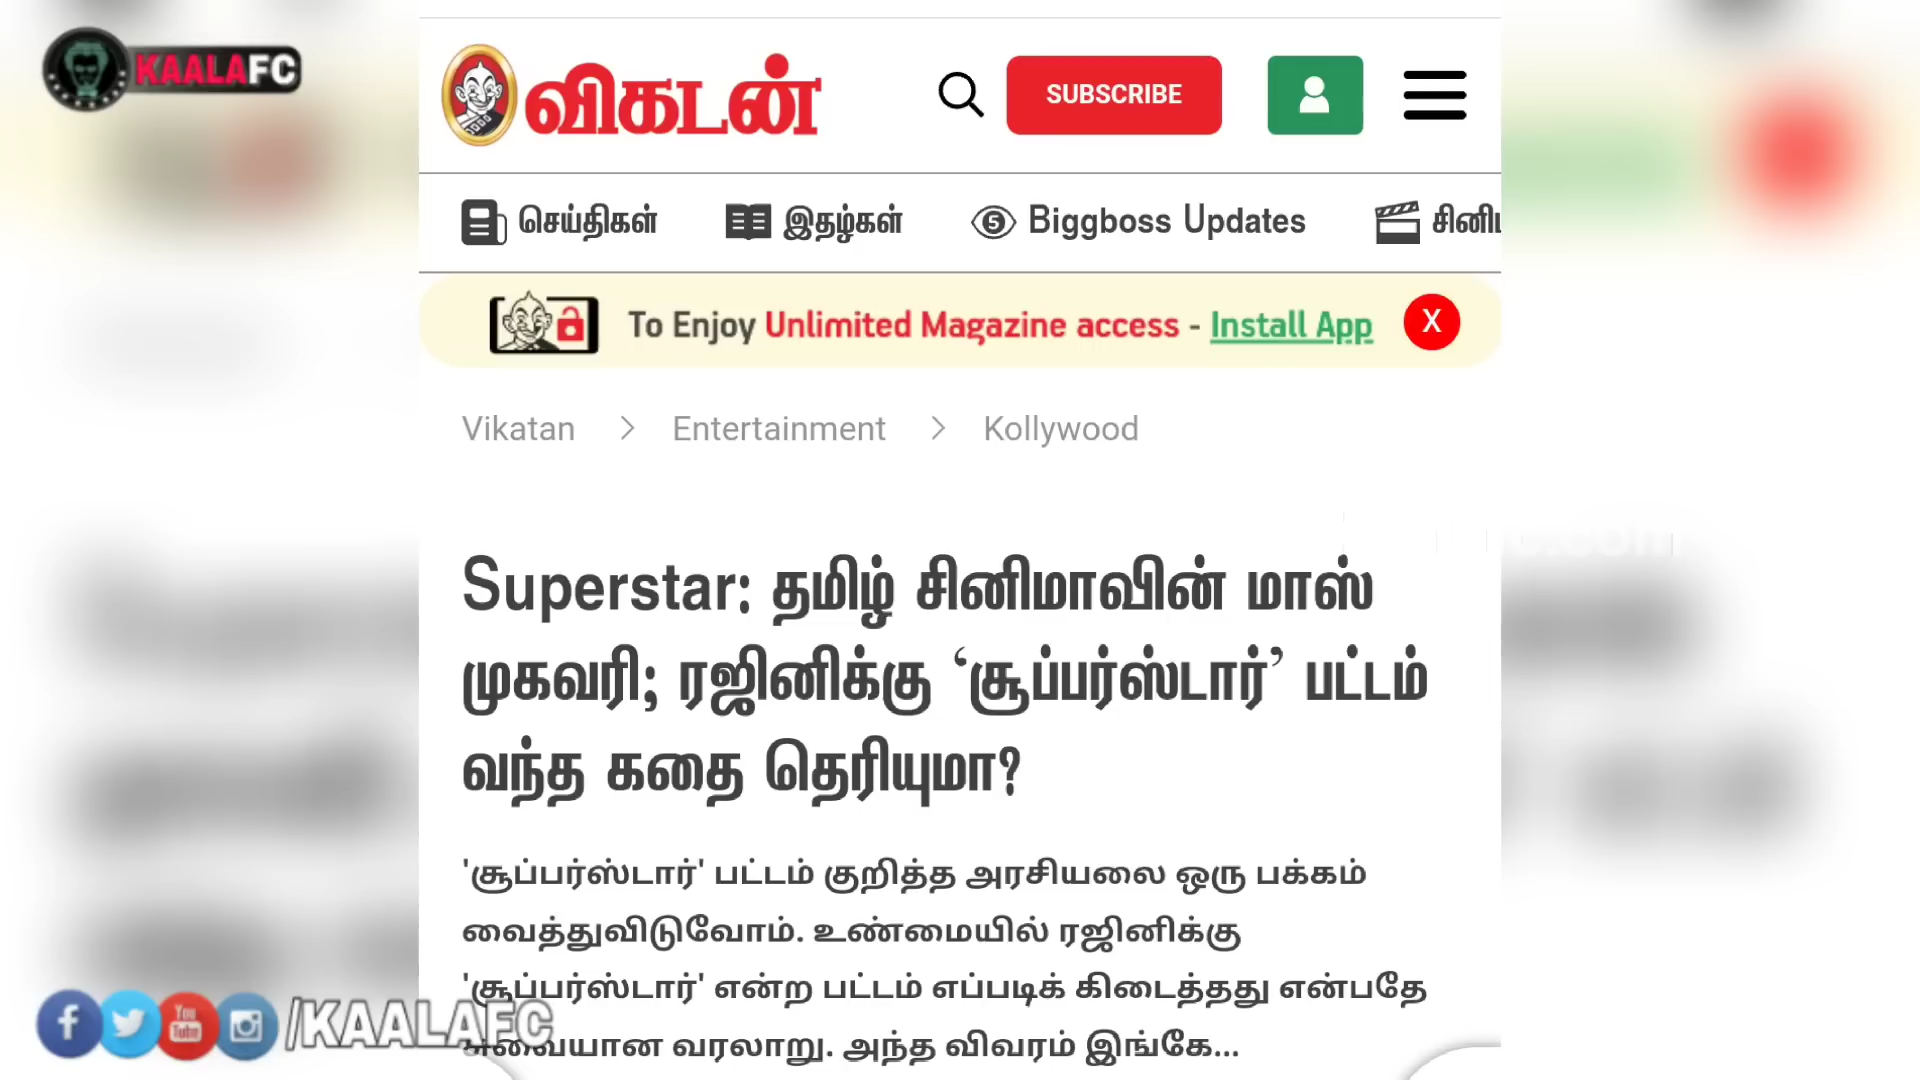 KAALAFC
விகடன்
SUBSCRIBE
செய்திகள் இதழ்கள் Biggboss Updates
To Enjoy Unlimited Magazine access - Install App X
Vikatan > Entertainment > Kollywood
Superstar: தமிழ் சினிமாவின் மாஸ்
முகவரி; ரஜினிக்கு ‘சூப்பர்ஸ்டார்’ பட்டம்
வந்த கதை தெரியுமா?
'சூப்பர்ஸ்டார்' பட்டம் குறித்த அரசியலை ஒரு பக்கம்
வைத்துவிடுவோம். உண்மையில் ரஜினிக்கு
'சூப்பர்ஸ்டார்' என்ற பட்டம் எப்படிக் கிடைத்தது என்பதே
வரலாறு. அந்த விவரம் இங்கே...
You Tube /KAALAFC